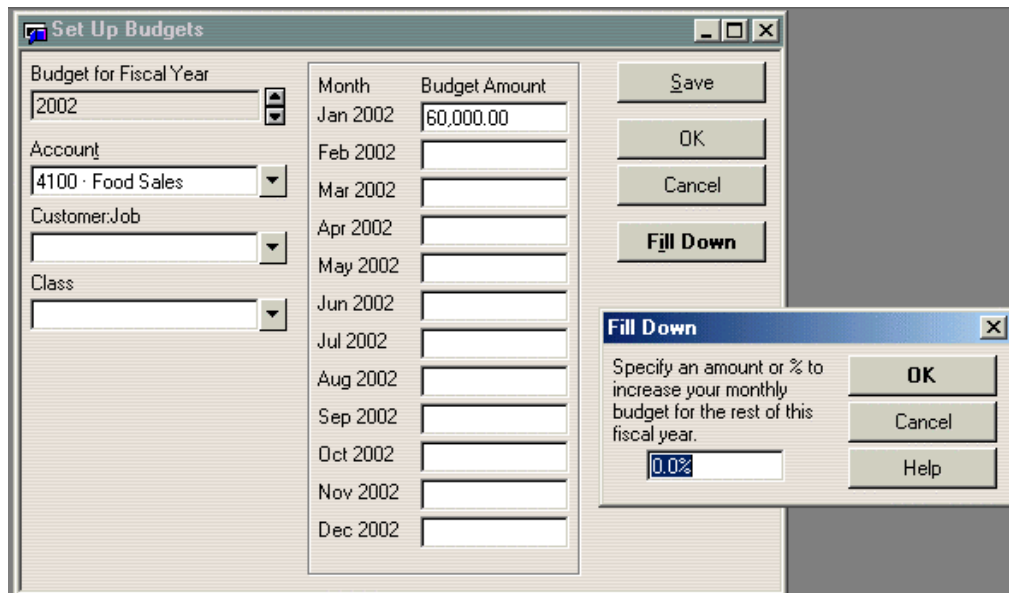 Set Up Budgets
Budget for Fiscal Year
2002
Account
4100 · Food Sales
Customer:Job
Class
Month Budget Amount
Jan 2002 60,000.00
Feb 2002
Mar 2002
Apr 2002
May 2002
Jun 2002
Jul 2002
Aug 2002
Sep 2002
Oct 2002
Nov 2002
Dec 2002
Save
OK
Cancel
Fill Down
Fill Down
Specify an amount or % to
increase your monthly
budget for the rest of this
fiscal year.
0.0%
OK
Cancel
Help